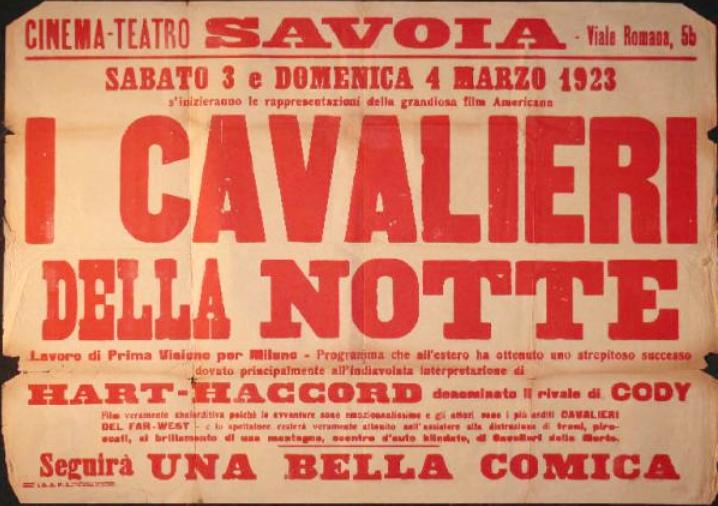 CINEMA-TEATRO SAVOIA - Viale Romana, 5b
SABATO 3 e DOMENICA 4 MARZO 1923
s'inizieranno le rappresentazioni della grandiosa film Americana
I CAVALIERI
DELLA NOTTE
Lavoro di Prima Visione per Milano - Programma che all'estero ha ottenuto uno strepitoso successo
dovuto principalmente all'indiavolata interpretazione di
HART-HACCORD denominato il rivale di CODY
Film veramente sbalorditiva poichè le avventure sono emozionantissime e gli attori sono i più arditi CAVALIERI
DEL FAR-WEST - e lo spettatore resterà veramente attonito nell'assistere alla distruzione di treni, piro-
scafi, al brillamento di una montagna, scontro d'auto blindate, di Cavalieri della Morte.
Seguirà UNA BELLA COMICA